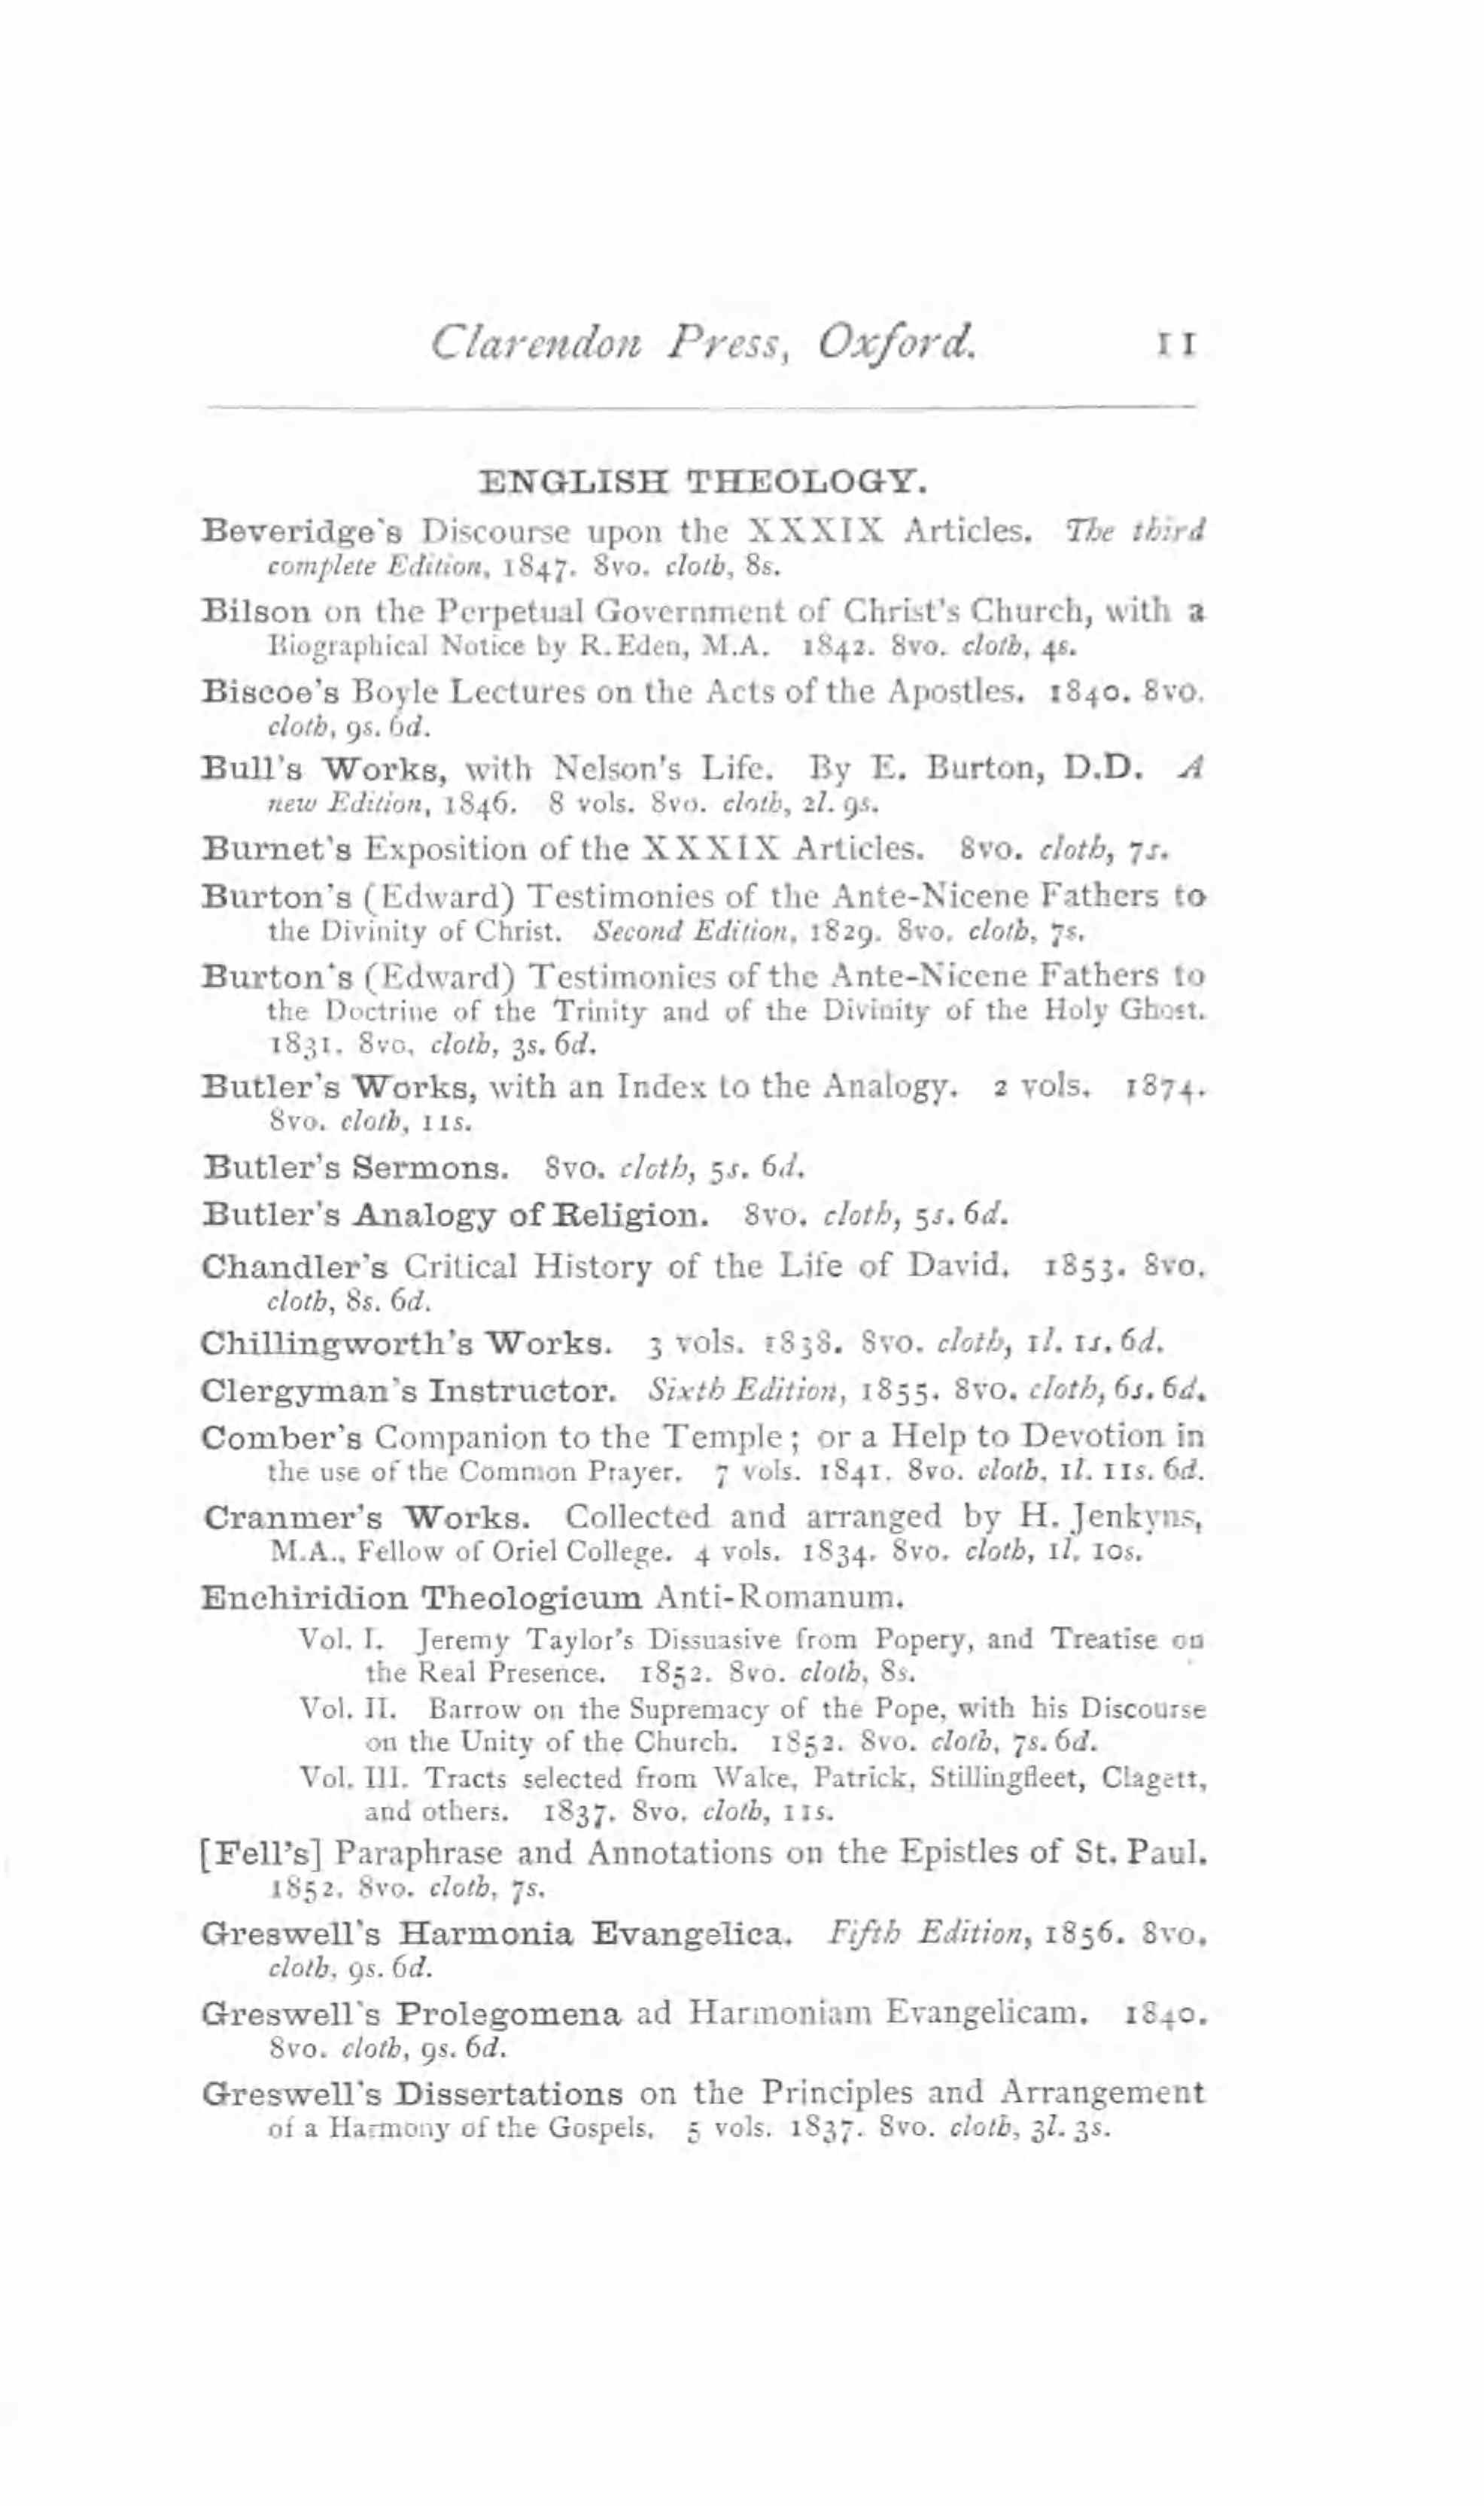 Clarendon Press, Oxford. 11
ENGLISH THEOLOGY.
Beveridge's Discourse upon the XXXIX Articles. The third
complete Edition, 1847. 8vo. cloth, 8s.
Bilson on the Perpetual Government of Christ's Church, with a
Biographical Notice by R. Eden, M.A. 1842. 8vo. cloth, 4s.
Biscoe's Boyle Lectures on the Acts of the Apostles. 1840. 8vo.
cloth, 9s. 6d.
Bull's Works, with Nelson's Life. By E. Burton, D.D. A
new Edition, 1846. 8 vols. 8vo. cloth, 2l. 9s.
Burnet's Exposition of the XXXIX Articles. 8vo. cloth, 7s.
Burton's (Edward) Testimonies of the Ante-Nicene Fathers to
the Divinity of Christ. Second Edition, 1829. 8vo. cloth, 7s.
Burton's (Edward) Testimonies of the Ante-Nicene Fathers to
the Doctrine of the Trinity and of the Divinity of the Holy Ghost.
1831. 8vo. cloth, 3s. 6d.
Butler's Works, with an Index to the Analogy. 2 vols. 1874.
8vo. cloth, 11s.
Butler's Sermons. 8vo. cloth, 5s. 6d.
Butler's Analogy of Religion. 8vo. cloth, 5s. 6d.
Chandler's Critical History of the Life of David. 1853. 8vo.
cloth, 8s. 6d.
Chillingworth's Works. 3 vols. 1838. 8vo. cloth, 1l. 1s. 6d.
Clergyman's Instructor. Sixth Edition, 1855. 8vo. cloth, 6s. 6d.
Comber's Companion to the Temple; or a Help to Devotion in
the use of the Common Prayer. 7 vols. 1841. 8vo. cloth, 1l. 11s. 6d.
Cranmer's Works. Collected and arranged by H. Jenkyns,
M.A., Fellow of Oriel College. 4 vols. 1834. 8vo. cloth, 1l. 10s.
Enchiridion Theologicum Anti-Romanum.
Vol. I. Jeremy Taylor's Dissuasive from Popery, and Treatise on
the Real Presence. 1852. 8vo. cloth, 8s.
Vol. II. Barrow on the Supremacy of the Pope, with his Discourse
on the Unity of the Church. 1852. 8vo. cloth, 7s. 6d.
Vol. III. Tracts selected from Wake, Patrick, Stillingfleet, Clagett,
and others. 1837. 8vo. cloth, 11s.
[Fell's] Paraphrase and Annotations on the Epistles of St. Paul.
1852. 8vo. cloth, 7s.
Greswell's Harmonia Evangelica. Fifth Edition, 1856. 8vo.
cloth, 9s. 6d.
Greswell's Prolegomena ad Harmoniam Evangelicam. 1840.
8vo. cloth, 9s. 6d.
Greswell's Dissertations on the Principles and Arrangement
of a Harmony of the Gospels. 5 vols. 1837. 8vo. cloth, 3l. 3s.